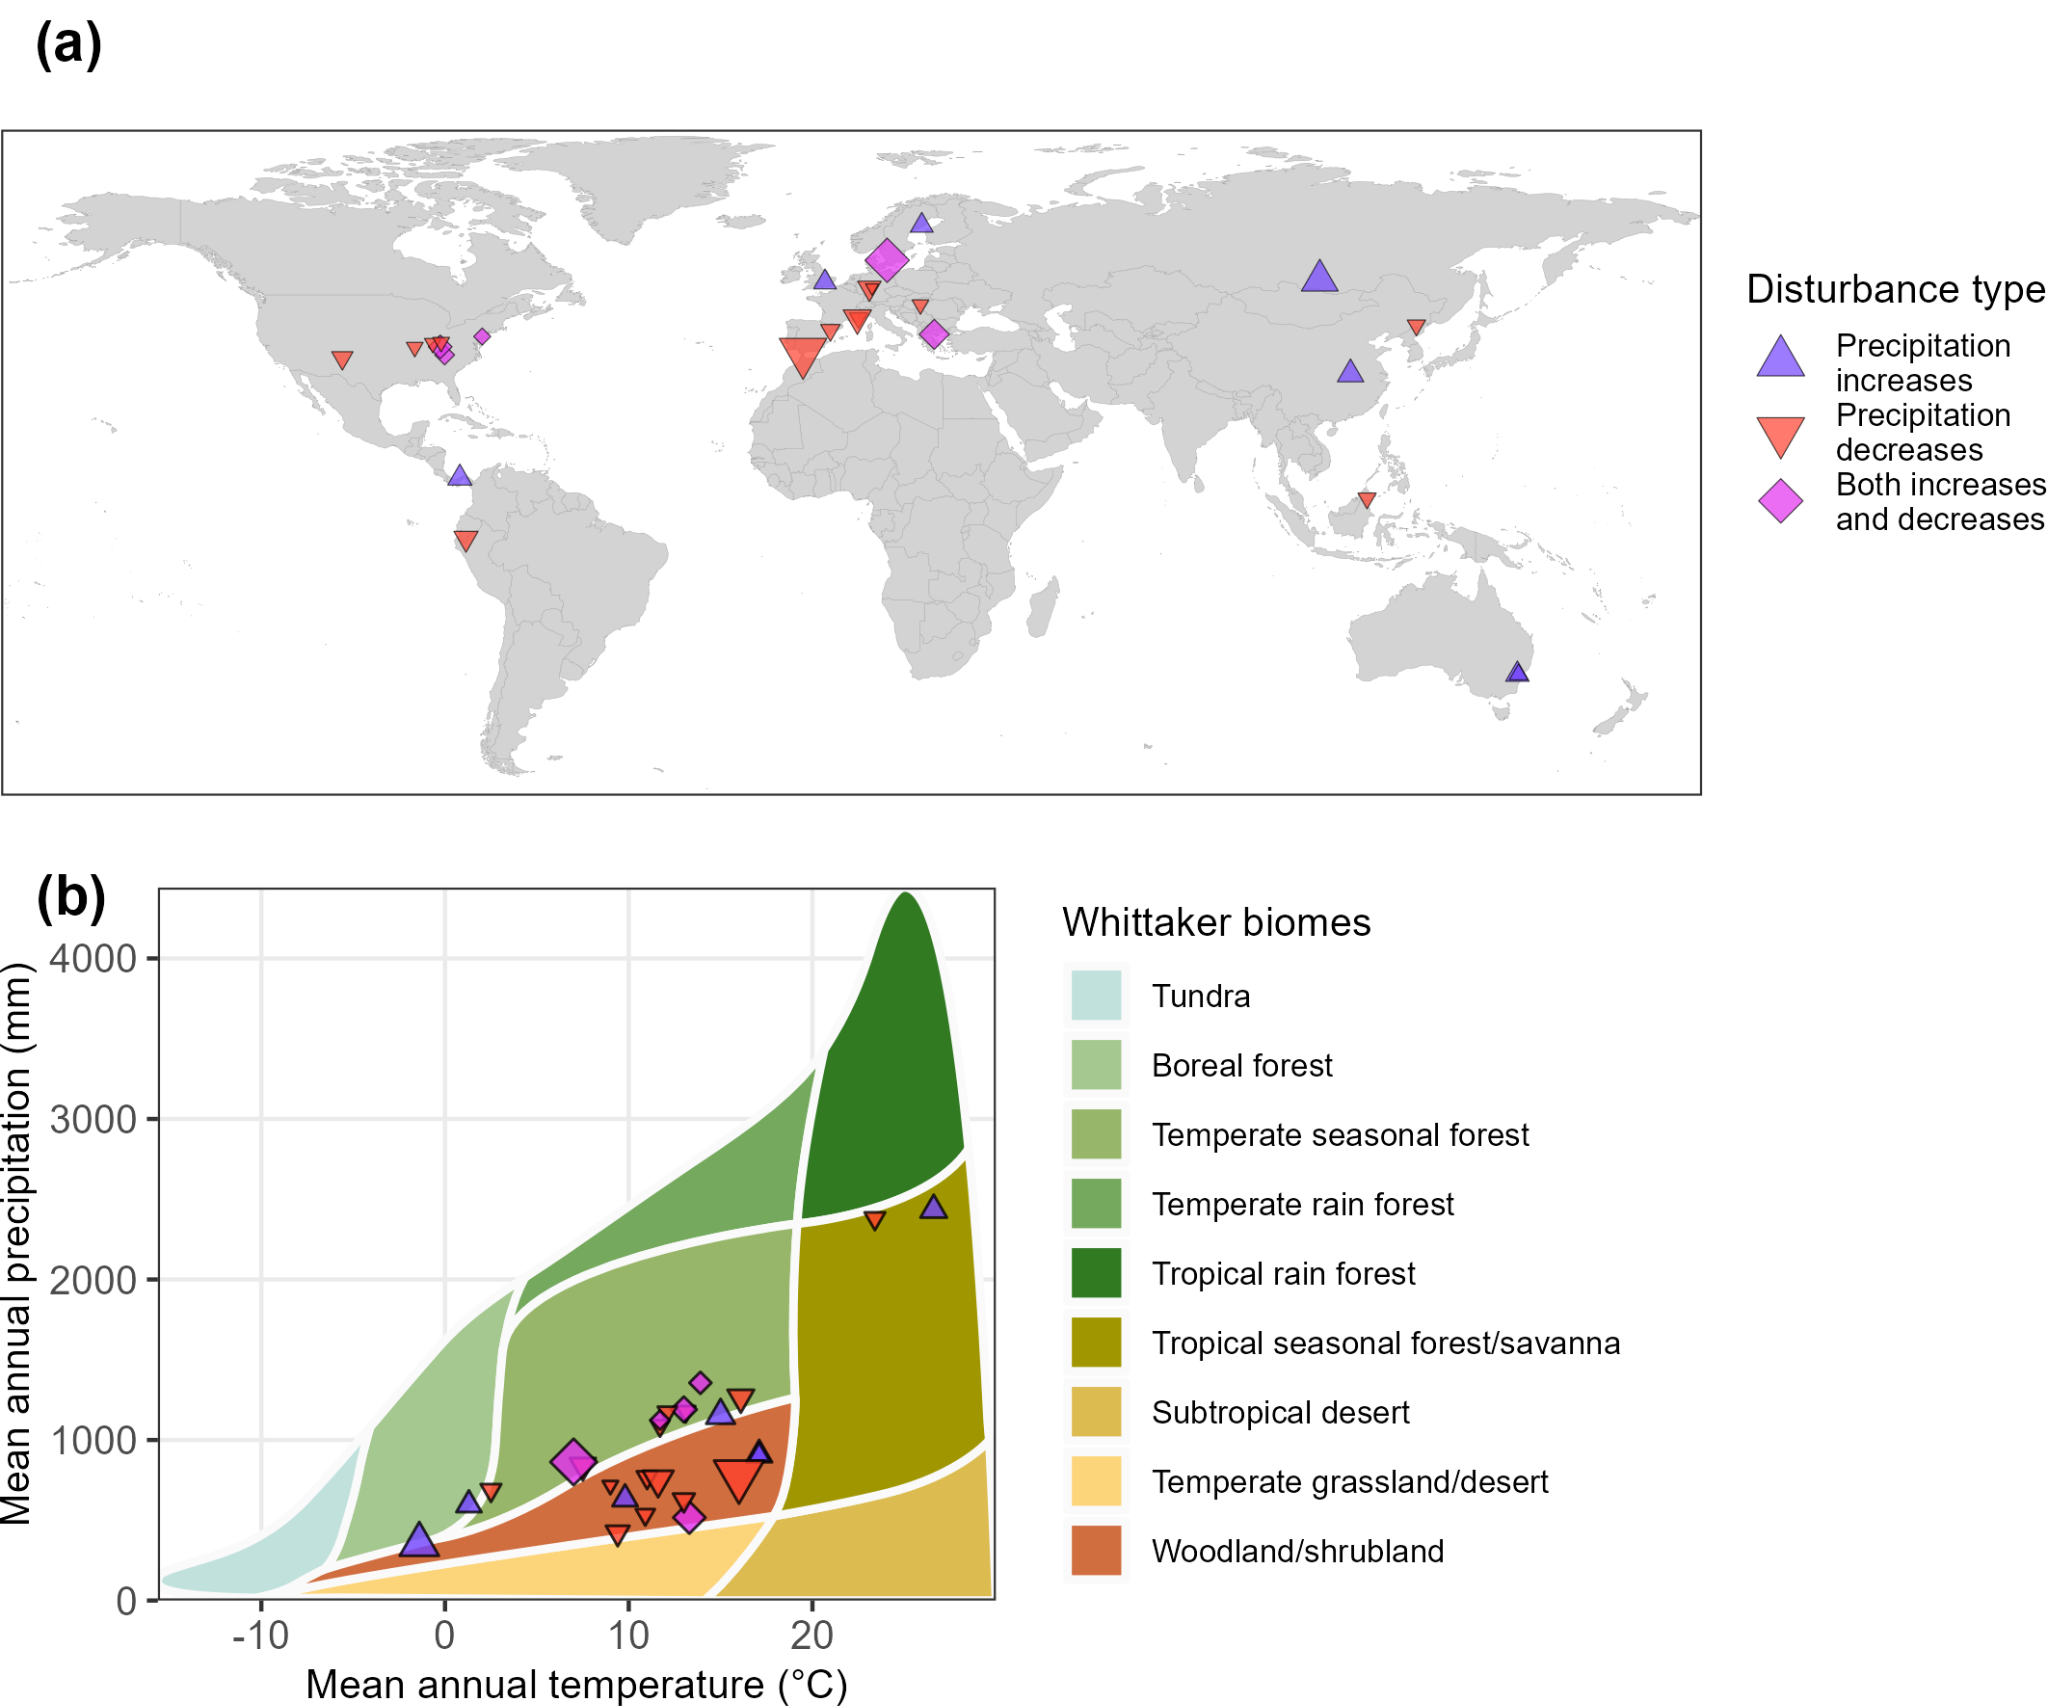 (a)
Disturbance type
Precipitation
increases
Precipitation
decreases
Both increases
and decreases
(b)
Mean annual precipitation (mm)
4000
3000
2000
1000
0
-10 0 10 20
Mean annual temperature (°C)
Whittaker biomes
Tundra
Boreal forest
Temperate seasonal forest
Temperate rain forest
Tropical rain forest
Tropical seasonal forest/savanna
Subtropical desert
Temperate grassland/desert
Woodland/shrubland